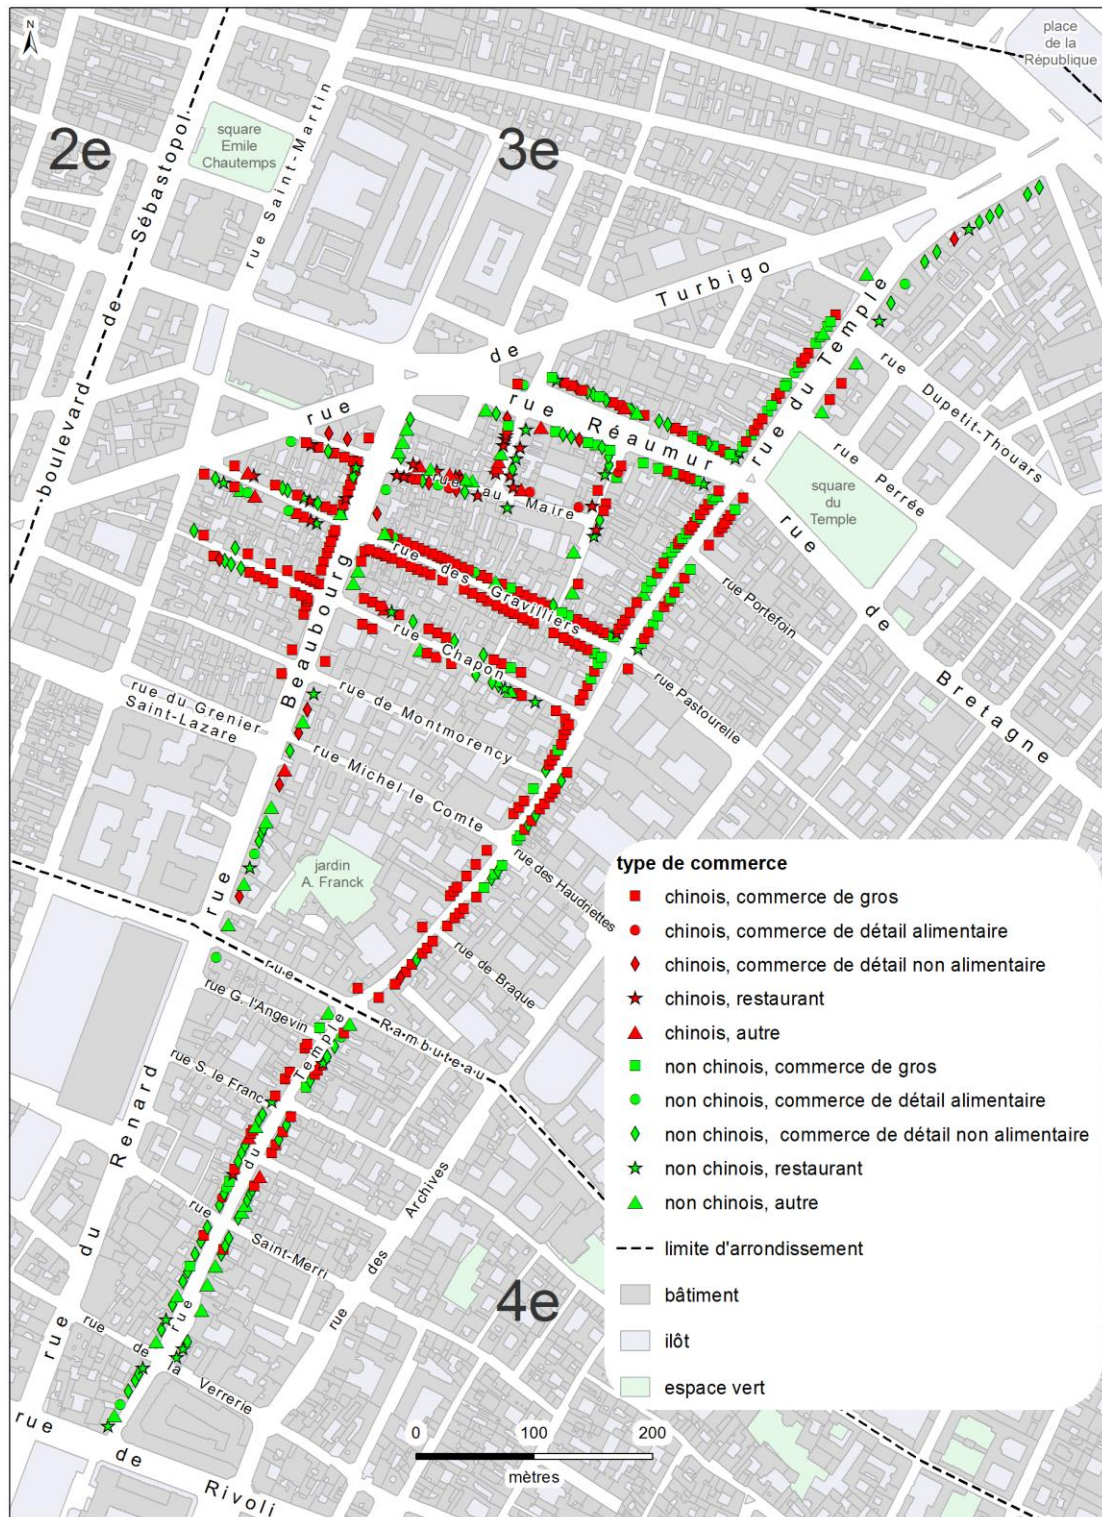 N
place
de la
République
2e
3e
square
Emile
Chautemps
rue Saint-Martin
boulevard de Sébastopol
Turbigo
de
rue
rue Réaumur
rue du Temple
rue Dupetit-Thouars
rue Perrée
square
du
Temple
rue de Bretagne
rue au Maire
rue des Gravilliers
rue Chapon
rue Portefoin
rue Pastourelle
rue Beaubourg
rue du Grenier
Saint-Lazare
rue de Montmorency
rue Michel le Comte
rue des Haudriettes
jardin
A. Franck
rue de Braque
rue Rambuteau
rue G. l'Angevin
rue S. le Franc
rue du Temple
rue du Renard
rue Saint-Merri
rue des Archives
rue de la Verrerie
rue de Rivoli
4e
type de commerce
chinois, commerce de gros
chinois, commerce de détail alimentaire
chinois, commerce de détail non alimentaire
chinois, restaurant
chinois, autre
non chinois, commerce de gros
non chinois, commerce de détail alimentaire
non chinois, commerce de détail non alimentaire
non chinois, restaurant
non chinois, autre
limite d'arrondissement
bâtiment
ilôt
espace vert
0 100 200
mètres